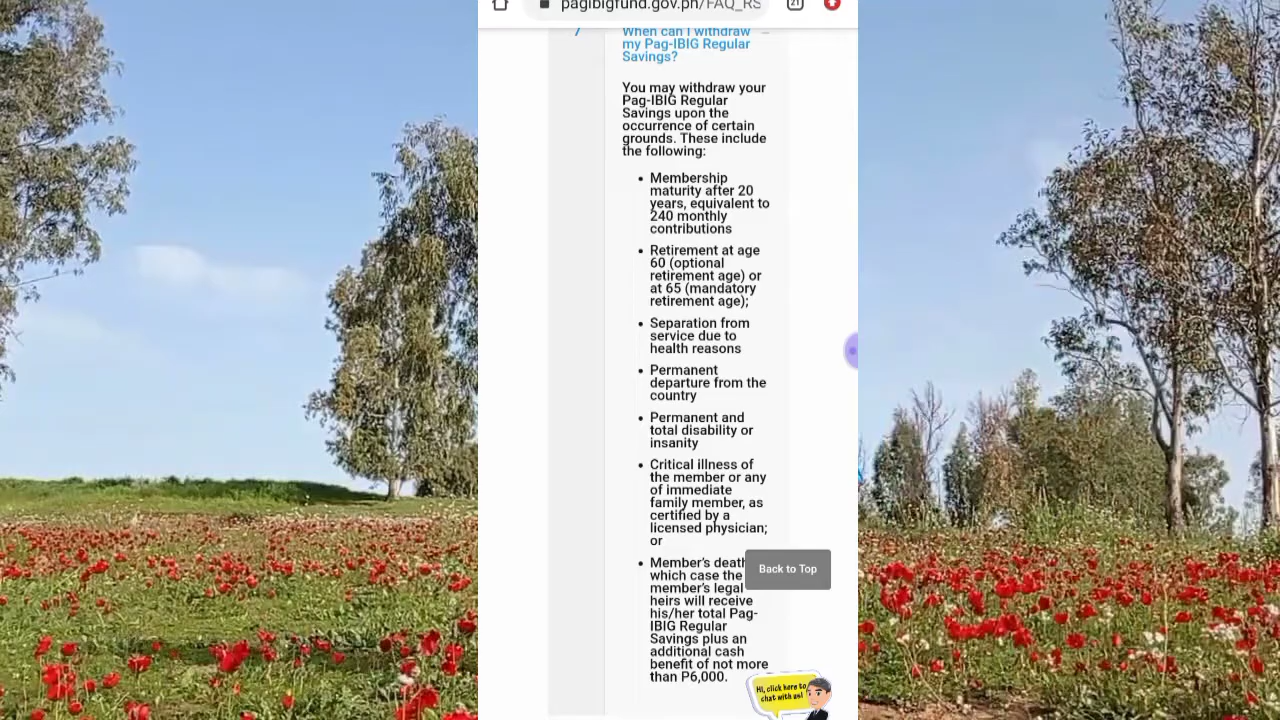 pagibigfund.gov.ph/FAQ_RS
21
7
When can I withdraw
my Pag-IBIG Regular
Savings?
You may withdraw your
Pag-IBIG Regular
Savings upon the
occurrence of certain
grounds. These include
the following:
• Membership
maturity after 20
years, equivalent to
240 monthly
contributions
• Retirement at age
60 (optional
retirement age) or
at 65 (mandatory
retirement age);
• Separation from
service due to
health reasons
• Permanent
departure from the
country
• Permanent and
total disability or
insanity
• Critical illness of
the member or any
of immediate
family member, as
certified by a
licensed physician;
or
• Member's death
which case the
member's legal
heirs will receive
his/her total Pag-
IBIG Regular
Savings plus an
additional cash
benefit of not more
than P6,000.
Back to Top
Hi, click here to
chat with us!